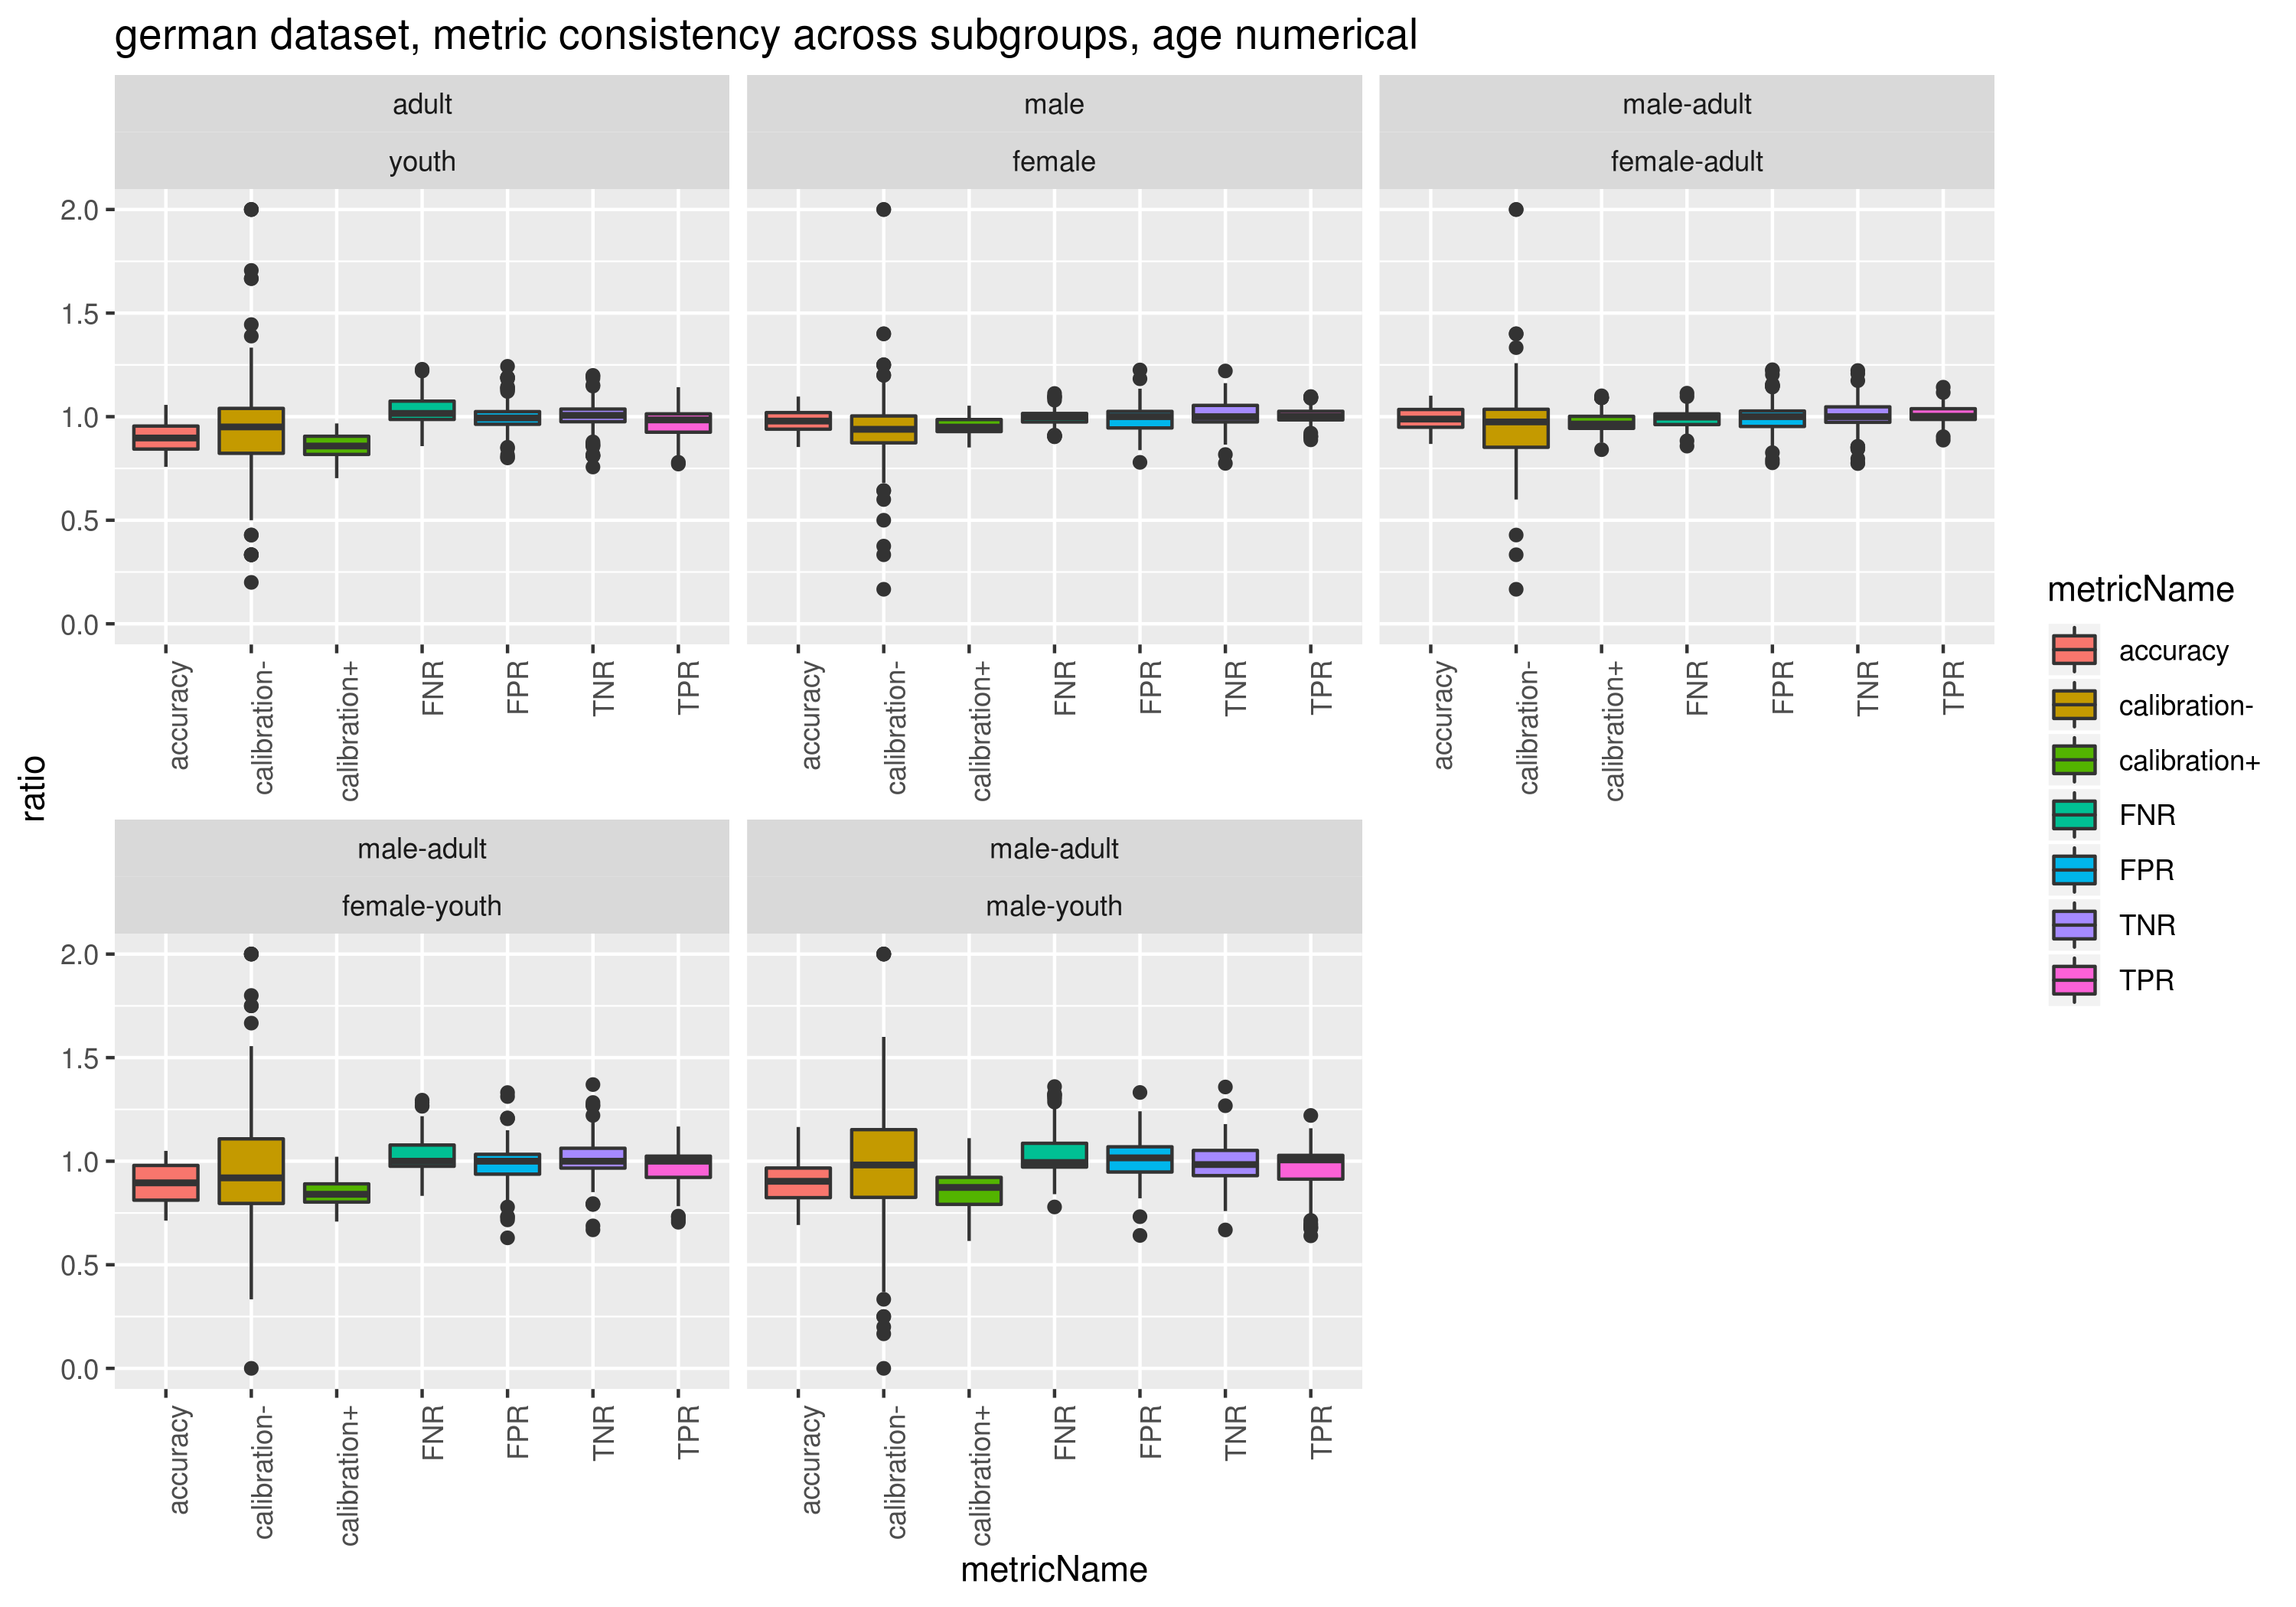 german dataset, metric consistency across subgroups, age numerical
adult
youth
male
female
male-adult
female-adult
2.0
1.5
1.0
0.5
0.0
accuracy
calibration-
calibration+
FNR
FPR
TNR
TPR
accuracy
calibration-
calibration+
FNR
FPR
TNR
TPR
accuracy
calibration-
calibration+
FNR
FPR
TNR
TPR
ratio
male-adult
female-youth
male-adult
male-youth
2.0
1.5
1.0
0.5
0.0
accuracy
calibration-
calibration+
FNR
FPR
TNR
TPR
accuracy
calibration-
calibration+
FNR
FPR
TNR
TPR
metricName
metricName
accuracy
calibration-
calibration+
FNR
FPR
TNR
TPR